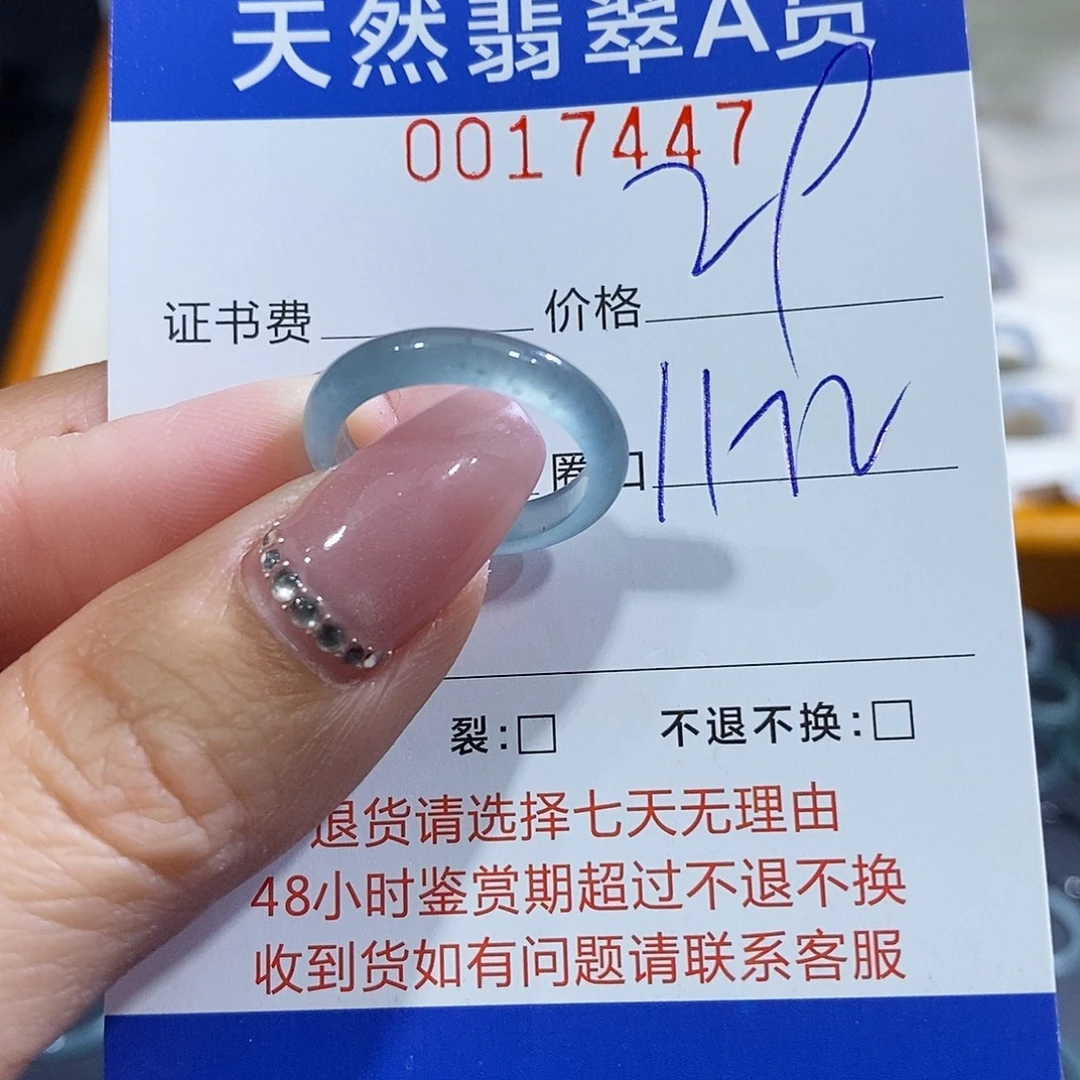 天然翡翠A货
0017447
证书费 价格
圈口 11
裂:□ 不退不换:□
退货请选择七天无理由
48小时鉴赏期超过不退不换
收到货如有问题请联系客服